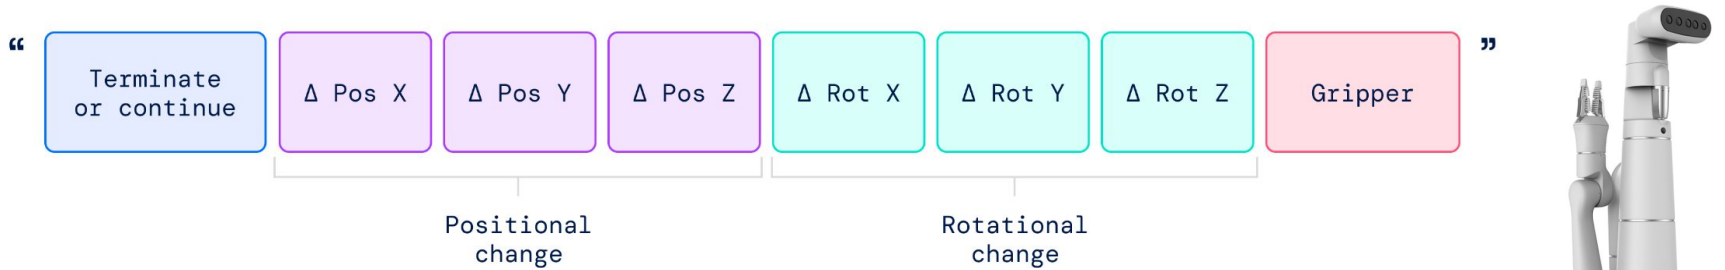 “ Terminate
or continue
Δ Pos X
Δ Pos Y
Δ Pos Z
Δ Rot X
Δ Rot Y
Δ Rot Z
Gripper ”
Positional
change
Rotational
change